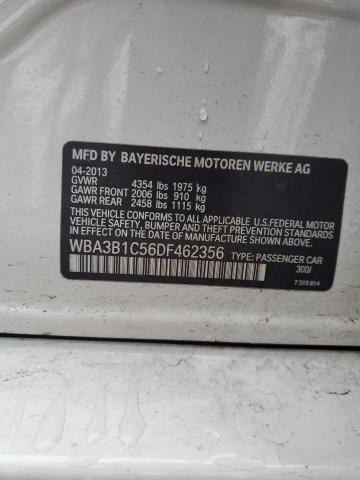 MFD BY BAYERISCHE MOTOREN WERKE AG
04-2013
GVWR 4354 lbs 1975 kg
GAWR FRONT 2006 lbs 910 kg
GAWR REAR 2458 lbs 1115 kg
THIS VEHICLE CONFORMS TO ALL APPLICABLE U.S. FEDERAL MOTOR
VEHICLE SAFETY, BUMPER, AND THEFT PREVENTION STANDARDS
IN EFFECT ON THE DATE OF MANUFACTURE SHOWN ABOVE.
WBA3B1C56DF462356 TYPE: PASSENGER CAR
300/
7 315 814